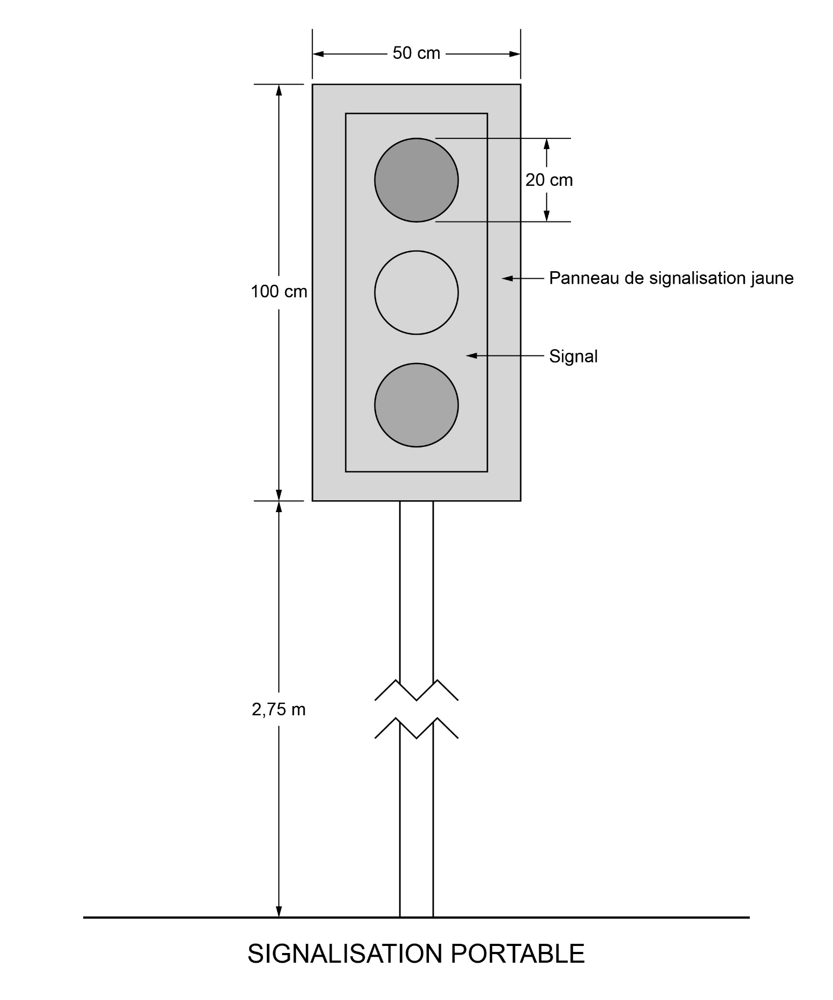 50 cm
20 cm
Panneau de signalisation jaune
100 cm
Signal
2,75 m
SIGNALISATION PORTABLE